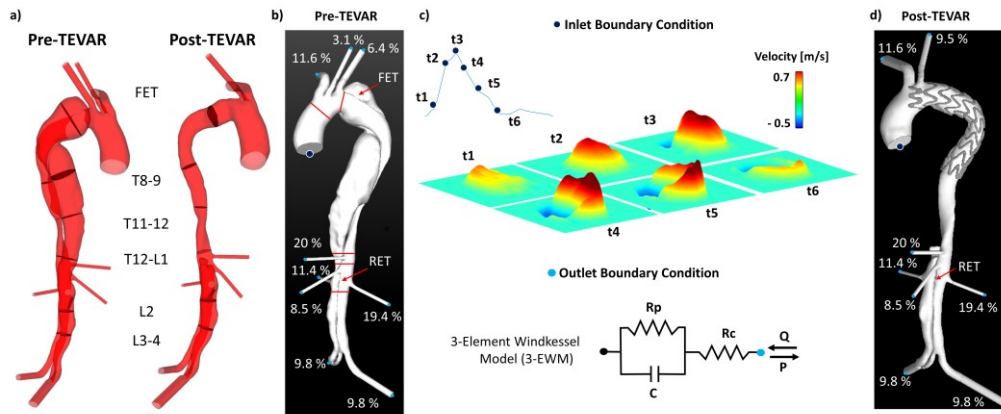 a)
Pre-TEVAR
Post-TEVAR
FET
T8-9
T11-12
T12-L1
L2
L3-4
b)
Pre-TEVAR
3.1 %
11.6 %
6.4 %
FET
20 %
11.4 %
RET
8.5 %
19.4 %
9.8 %
9.8 %
c)
Inlet Boundary Condition
t1
t2
t3
t4
t5
t6
Velocity [m/s]
0.7
- 0.5
t1
t2
t3
t4
t5
t6
Outlet Boundary Condition
3-Element Windkessel
Model (3-EWM)
Rp
Rc
C
Q
P
d)
Post-TEVAR
11.6 %
9.5 %
20 %
11.4 %
RET
8.5 %
19.4 %
9.8 %
9.8 %